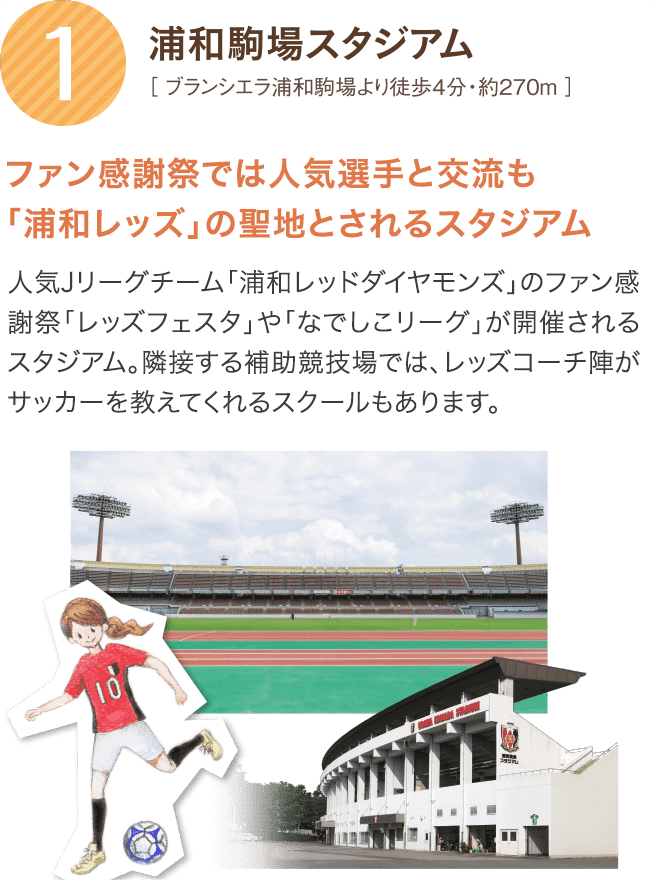 1
浦和駒場スタジアム
[ ブランシエラ浦和駒場より徒歩4分・約270m ]
ファン感謝祭では人気選手と交流も
「浦和レッズ」の聖地とされるスタジアム
人気Jリーグチーム「浦和レッドダイヤモンズ」のファン感
謝祭「レッズフェスタ」や「なでしこリーグ」が開催される
スタジアム。隣接する補助競技場では、レッズコーチ陣が
サッカーを教えてくれるスクールもあります。
10
URAWA KOMABA STADIUM
浦和駒場
スタジアム